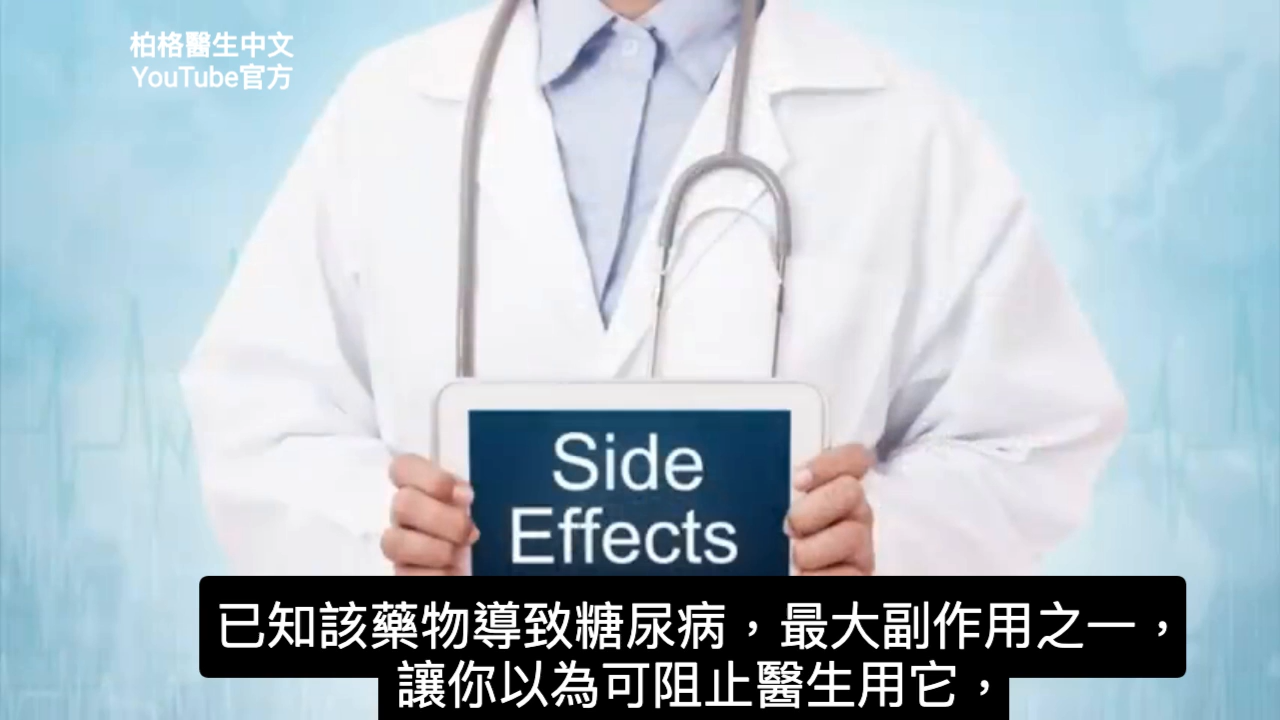 柏格醫生中文
YouTube官方
Side
Effects
已知該藥物導致糖尿病，最大副作用之一，
讓你以為可阻止醫生用它，